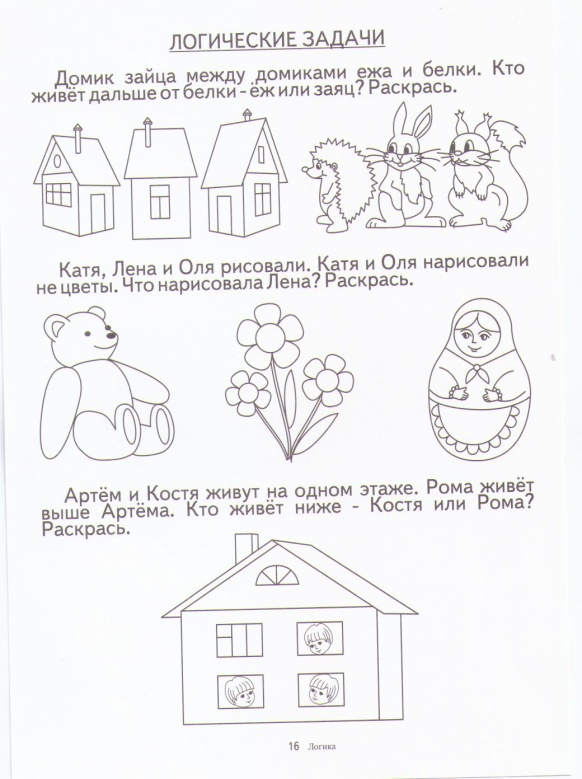 ЛОГИЧЕСКИЕ ЗАДАЧИ
Домик зайца между домиками ежа и белки. Кто
живёт дальше от белки - ёж или заяц? Раскрась.
Катя, Лена и Оля рисовали. Катя и Оля нарисовали
не цветы. Что нарисовала Лена? Раскрась.
Артём и Костя живут на одном этаже. Рома живёт
выше Артёма. Кто живёт ниже - Костя или Рома?
Раскрась.
16 Логика